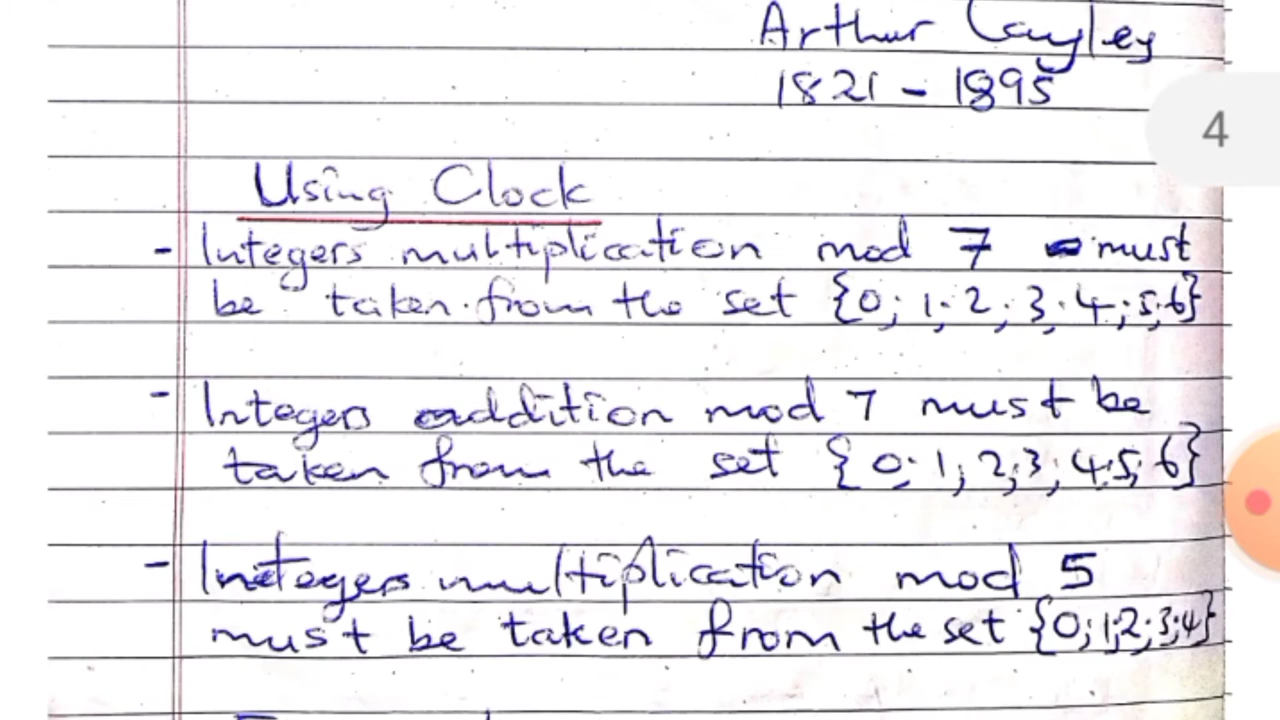 Arthur Cayley
1821 - 1895
4
Using Clock
- Integers multiplication mod 7 must
be taken from the set {0; 1; 2; 3; 4; 5; 6}
- Integers addition mod 7 must be
taken from the set {0; 1; 2; 3; 4; 5; 6}
- Integers multiplication mod 5
must be taken from the set {0; 1; 2; 3; 4}